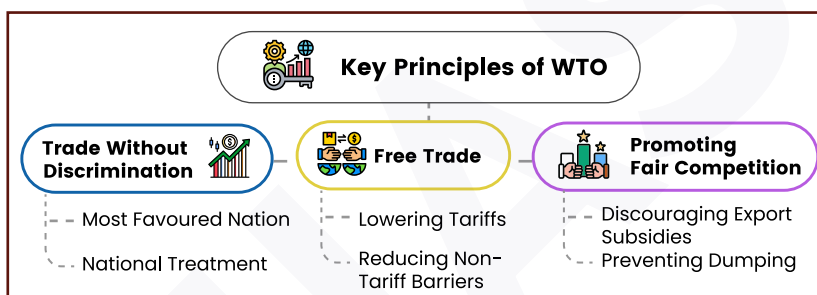 Key Principles of WTO
Trade Without
Discrimination
Most Favoured Nation
National Treatment
Free Trade
Lowering Tariffs
Reducing Non-
Tariff Barriers
Promoting
Fair Competition
Discouraging Export
Subsidies
Preventing Dumping